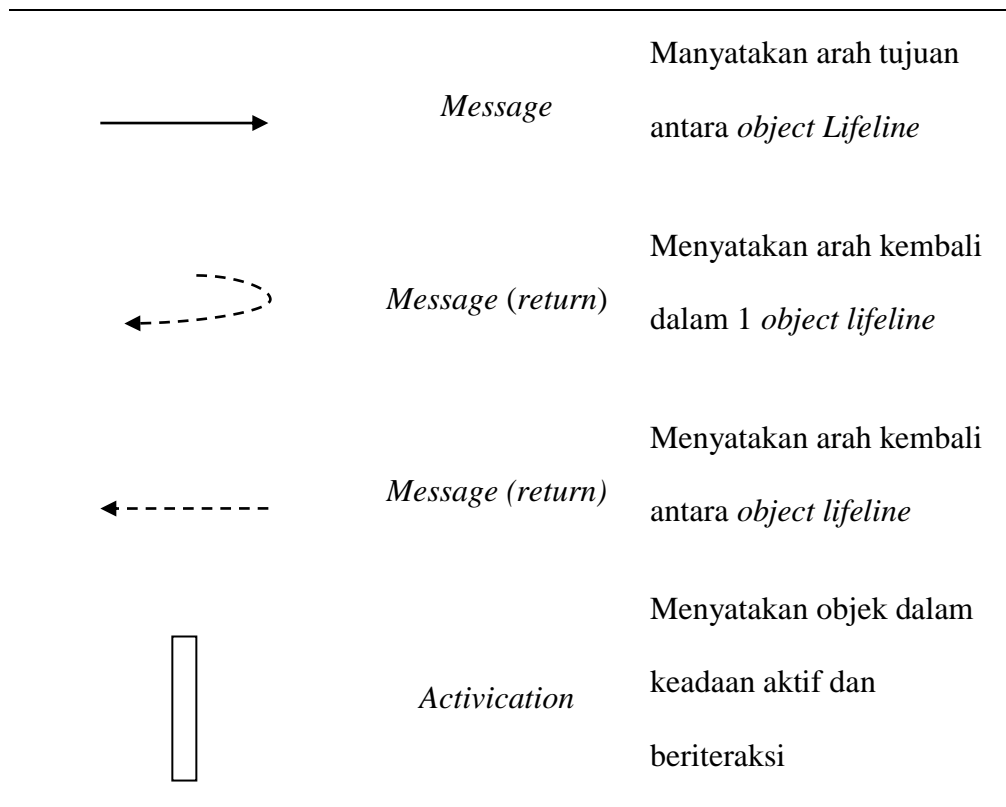 Manyatakan arah tujuan
Message
antara object Lifeline
Menyatakan arah kembali
Message (return)
dalam 1 object lifeline
Menyatakan arah kembali
Message (return)
antara object lifeline
Menyatakan objek dalam
Activication
keadaan aktif dan
beriteraksi